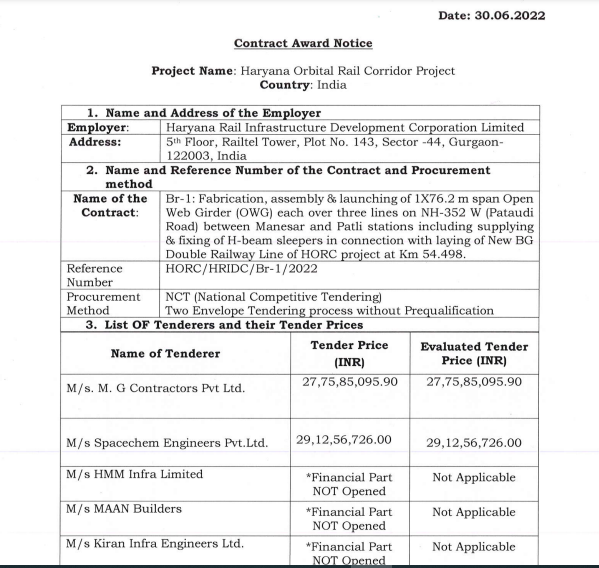 Date: 30.06.2022
Contract Award Notice
Project Name: Haryana Orbital Rail Corridor Project
Country: India
1. Name and Address of the Employer
Employer: Haryana Rail Infrastructure Development Corporation Limited
Address: 5th Floor, Railtel Tower, Plot No. 143, Sector -44, Gurgaon-
122003, India
2. Name and Reference Number of the Contract and Procurement
method
Name of the Contract: Br-1: Fabrication, assembly & launching of 1X76.2 m span Open
Web Girder (OWG) each over three lines on NH-352 W (Pataudi
Road) between Manesar and Patli stations including supplying
& fixing of H-beam sleepers in connection with laying of New BG
Double Railway Line of HORC project at Km 54.498.
Reference Number HORC/HRIDC/Br-1/2022
Procurement Method NCT (National Competitive Tendering)
Two Envelope Tendering process without Prequalification
3. List OF Tenderers and their Tender Prices
Name of Tenderer Tender Price (INR) Evaluated Tender Price (INR)
M/s. M. G Contractors Pvt Ltd. 27,75,85,095.90 27,75,85,095.90
M/s Spacechem Engineers Pvt.Ltd. 29,12,56,726.00 29,12,56,726.00
M/s HMM Infra Limited *Financial Part NOT Opened Not Applicable
M/s MAAN Builders *Financial Part NOT Opened Not Applicable
M/s Kiran Infra Engineers Ltd. *Financial Part NOT Opened Not Applicable